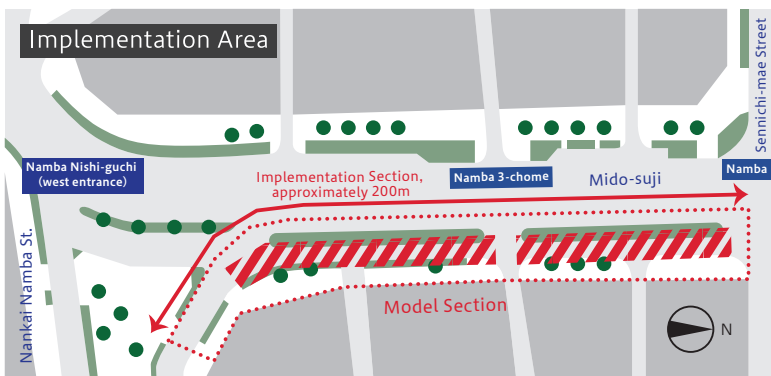 Implementation Area
Sennichi-mae Street
Namba Nishi-guchi
(west entrance)
Implementation Section,
approximately 200m
Namba 3-chome
Mido-suji
Namba
Nankai Namba St.
Model Section
N